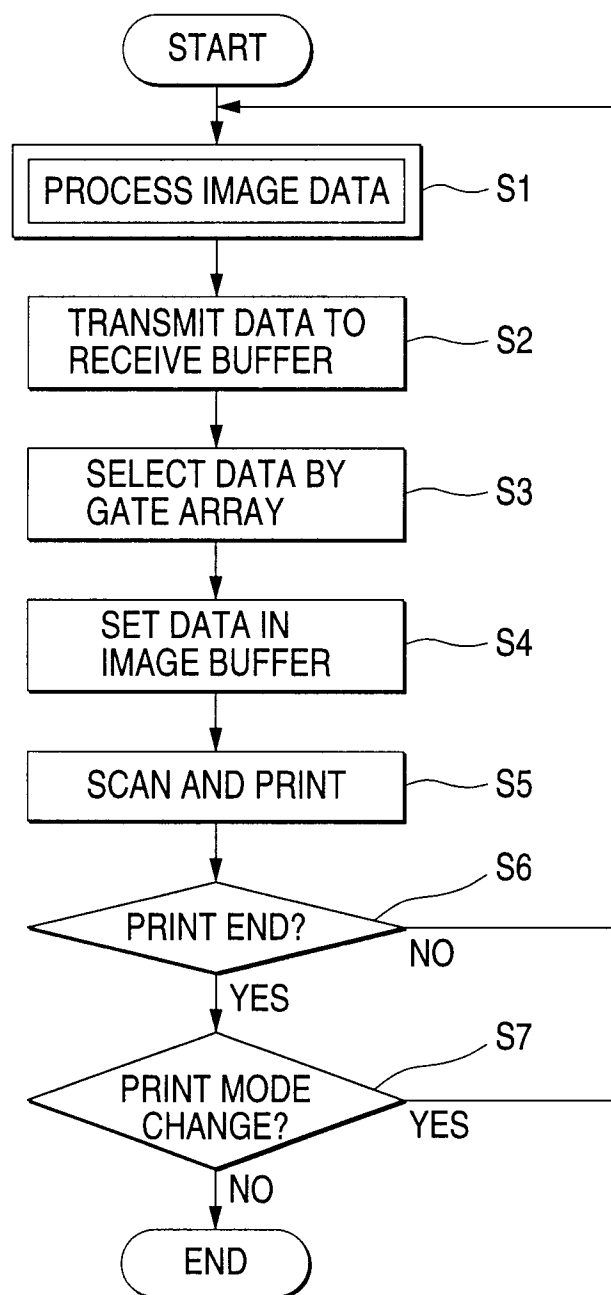 START
PROCESS IMAGE DATA
S1
TRANSMIT DATA TO
RECEIVE BUFFER
S2
SELECT DATA BY
GATE ARRAY
S3
SET DATA IN
IMAGE BUFFER
S4
SCAN AND PRINT
S5
S6
PRINT END?
NO
YES
S7
PRINT MODE
CHANGE?
YES
NO
END